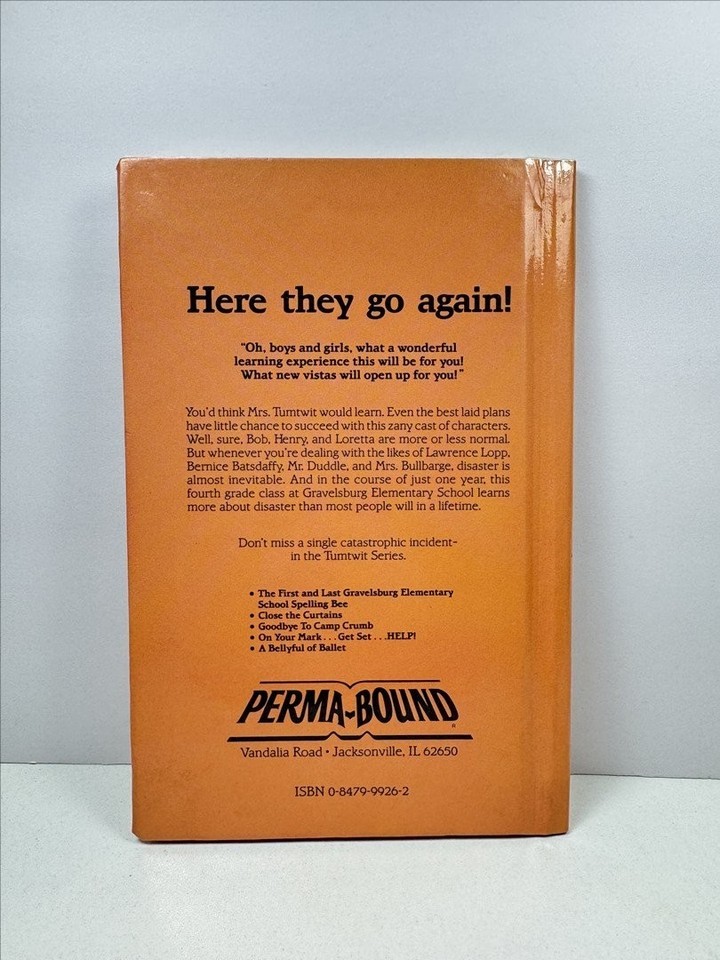 Here they go again!
“Oh, boys and girls, what a wonderful
learning experience this will be for you!
What new vistas will open up for you!”
You'd think Mrs. Tumtwit would learn. Even the best laid plans
have little chance to succeed with this zany cast of characters.
Well, sure, Bob, Henry, and Loretta are more or less normal.
But whenever you're dealing with the likes of Lawrence Lopp,
Bernice Batsdaffy, Mr. Duddle, and Mrs. Bullbarge, disaster is
almost inevitable. And in the course of just one year, this
fourth grade class at Gravelsburg Elementary School learns
more about disaster than most people will in a lifetime.
Don't miss a single catastrophic incident-
in the Tumtwit Series.
• The First and Last Gravelsburg Elementary
School Spelling Bee
• Close the Curtains
• Goodbye To Camp Crumb
• On Your Mark...Get Set...HELP!
• A Bellyful of Ballet
PERMA-BOUND®
Vandalia Road • Jacksonville, IL 62650
ISBN 0-8479-9926-2